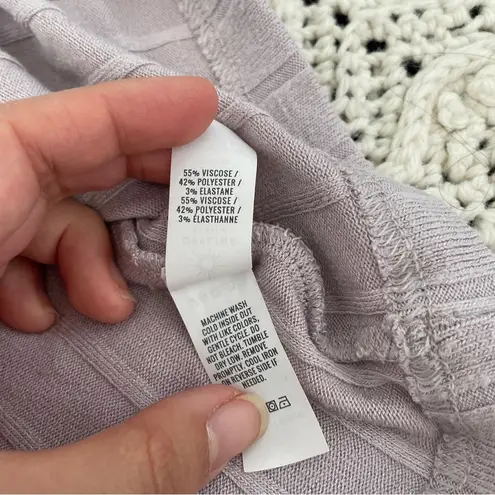 55% VISCOSE /
42% POLYESTER /
3% ELASTANE
55% VISCOSE /
42% POLYESTER /
3% ÉLASTHANNE
MACHINE WASH
COLD INSIDE OUT
WITH LIKE COLORS,
GENTLE CYCLE. DO
NOT BLEACH. TUMBLE
DRY LOW. REMOVE
PROMPTLY. COOL IRON
ON REVERSE SIDE IF
NEEDED.